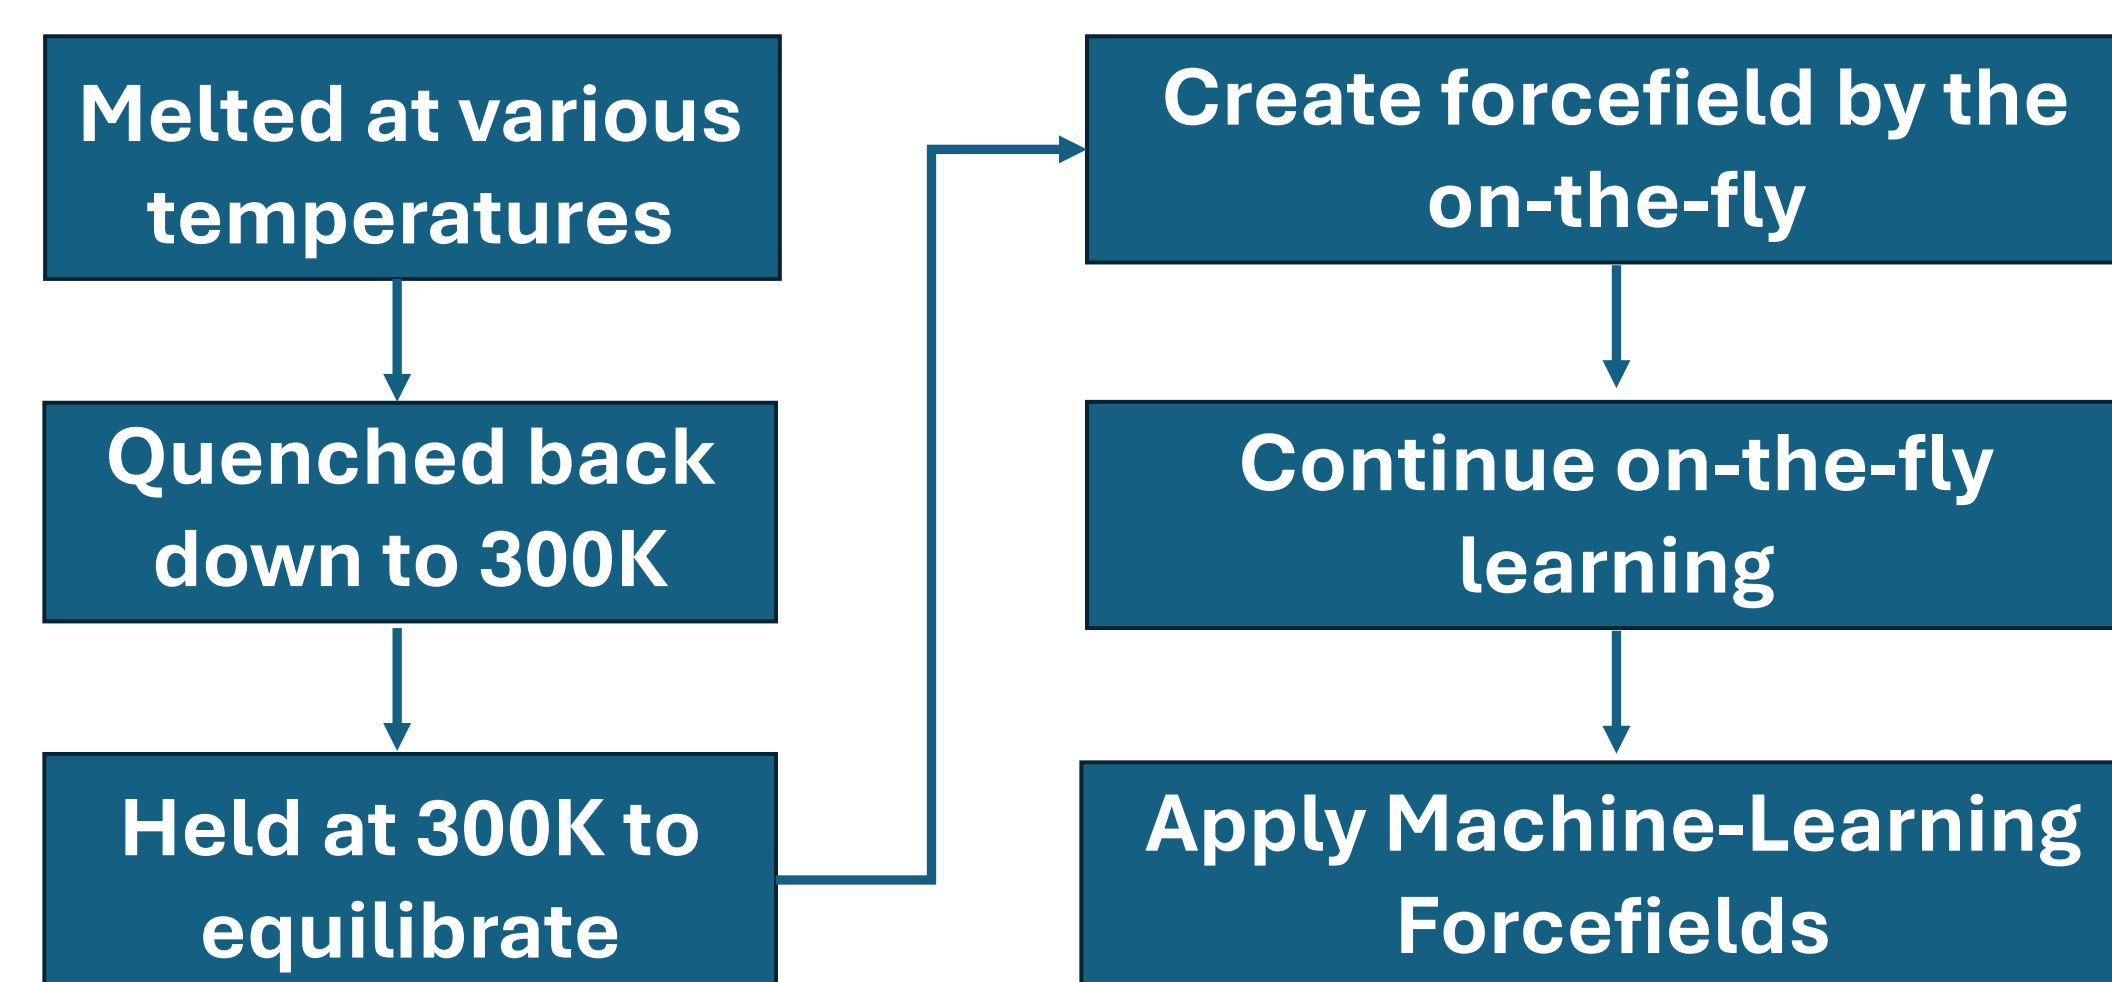 Melted at various
temperatures
Quenched back
down to 300K
Held at 300K to
equilibrate
Create forcefield by the
on-the-fly
Continue on-the-fly
learning
Apply Machine-Learning
Forcefields